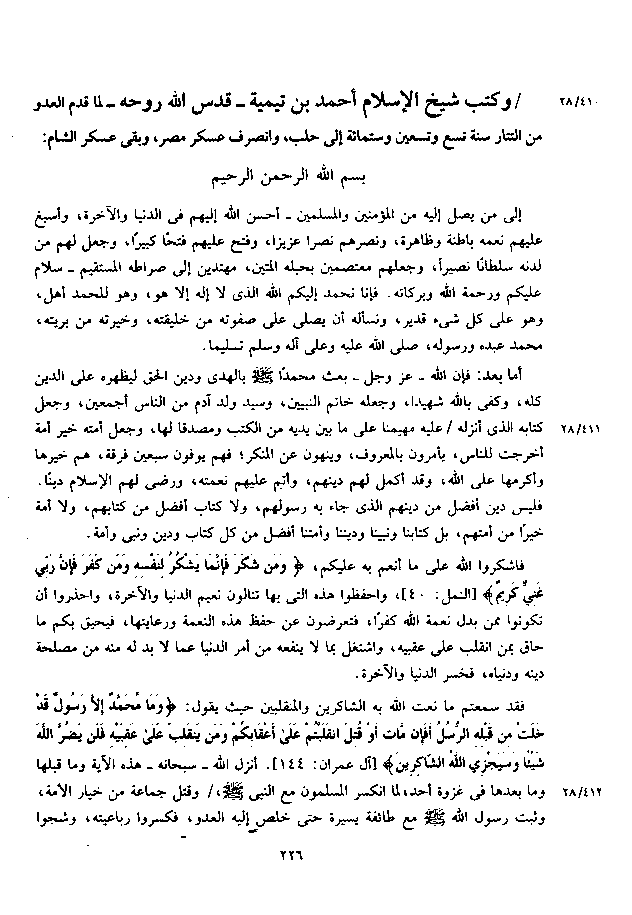 ٢٨/٤١٠ / وكتب شيخ الإسلام أحمد بن تيمية ـ قدس الله روحه ـ لما قدم العدو
من التتار سنة تسع وتسعين وستمائة إلى حلب، وانصرف عسكر مصر، وبقى عسكر الشام:
بسم الله الرحمن الرحيم
إلى من يصل إليه من المؤمنين والمسلمين ـ أحسن الله إليهم فى الدنيا والآخرة، وأسبغ
عليهم نعمه باطنة وظاهرة، ونصرهم نصرا عزيزا، وفتح عليهم فتحًا كبيرًا، وجعل لهم من
لدنه سلطانًا نصيراً، وجعلهم معتصمين بحبله المتين، مهتدين إلى صراطه المستقيم ـ سلام
عليكم ورحمة الله وبركاته. فإنا نحمد إليكم الله الذى لا إله إلا هو، وهو للحمد أهل،
وهو على كل شىء قدير، ونسأله أن يصلى على صفوته من خليقته، وخيرته من بريته،
محمد عبده ورسوله، صلى الله عليه وعلى آله وسلم تسليما.
أما بعد: فإن الله ـ عز وجل ـ بعث محمدًا ﷺ بالهدى ودين الحق ليظهره على الدين
كله، وكفى بالله شهيدا، وجعله خاتم النبيين، وسيد ولد آدم من الناس أجمعين، وجعل
٢٨/٤١١ كتابه الذى أنزله / عليه مهيمنا على ما بين يديه من الكتب ومصدقا لها، وجعل أمته خير أمة
أخرجت للناس، يأمرون بالمعروف، وينهون عن المنكر؛ فهم يوفون سبعين فرقة، هم خيرها
وأكرمها على الله، وقد أكمل لهم دينهم، وأتم عليهم نعمته، ورضى لهم الإسلام دينًا.
فليس دين أفضل من دينهم الذى جاء به رسولهم، ولا كتاب أفضل من كتابهم، ولا أمة
خيرًا من أمتهم، بل كتابنا ونبينا وديننا وأمتنا أفضل من كل كتاب ودين ونبى وأمة.
فاشكروا الله على ما أنعم به عليكم، ﴿ وَمَن شَكَرَ فَإِنَّمَا يَشْكُرُ لِنَفْسِهِ وَمَن كَفَرَ فَإِنَّ رَبِّي
غَنِيٌّ كَرِيمٌ﴾ [النمل: ٤٠]، واحفظوا هذه التى بها تنالون نعيم الدنيا والآخرة، واحذروا أن
تكونوا ممن بدل نعمة الله كفرًا، فتعرضون عن حفظ هذه النعمة ورعايتها، فيحيق بكم ما
حاق بمن انقلب على عقبيه، واشتغل بما لا ينفعه من أمر الدنيا عما لا بد له منه من مصلحة
دينه ودنياه، فخسر الدنيا والآخرة.
فقد سمعتم ما نعت الله به الشاكرين والمنقلبين حيث يقول: ﴿وَمَا مُحَمَّدٌ إِلاَّ رَسُولٌ قَدْ
خَلَتْ مِن قَبْلِهِ الرُّسُلُ أَفَإِن مَّاتَ أَوْ قُتِلَ انقَلَبْتُمْ عَلَىٰ أَعْقَابِكُمْ وَمَن يَنقَلِبْ عَلَىٰ عَقِبَيْهِ فَلَن يَضُرَّ اللَّهَ
شَيْئًا وَسَيَجْزِي اللَّهُ الشَّاكِرِينَ﴾ [آل عمران: ١٤٤]. أنزل الله ـ سبحانه ـ هذه الآية وما قبلها
٢٨/٤١٢ وما بعدها فى غزوة أحد، لما انكسر المسلمون مع النبى ﷺ، / وقتل جماعة من خيار الأمة،
وثبت رسول الله ﷺ مع طائفة يسيرة حتى خلص إليه العدو، فكسروا رباعيته، وشجوا
٢٢٦